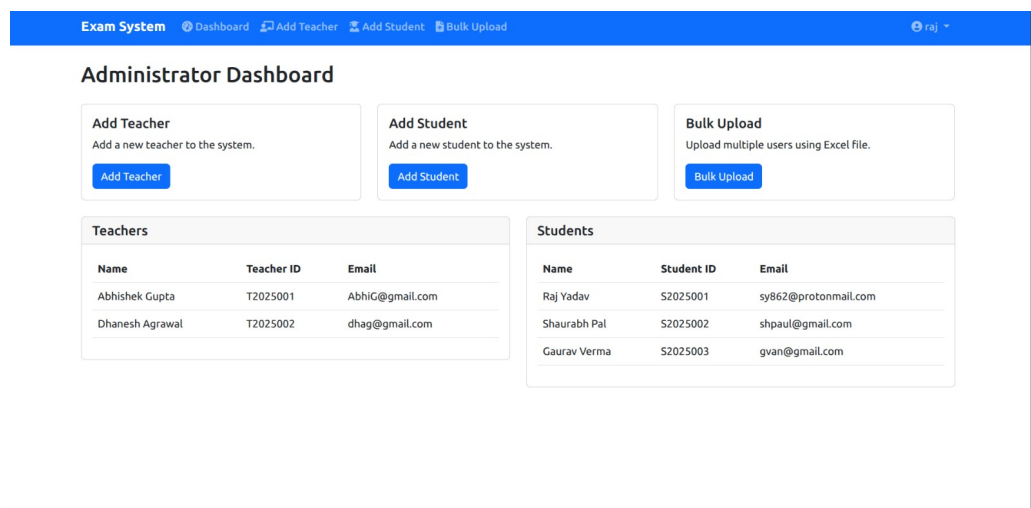 Exam System Dashboard Add Teacher Add Student Bulk Upload raj
Administrator Dashboard
Add Teacher
Add a new teacher to the system.
Add Teacher
Add Student
Add a new student to the system.
Add Student
Bulk Upload
Upload multiple users using Excel file.
Bulk Upload
Teachers
Name Teacher ID Email
Abhishek Gupta T2025001 AbhiG@gmail.com
Dhanesh Agrawal T2025002 dhag@gmail.com
Students
Name Student ID Email
Raj Yadav S2025001 sy862@protonmail.com
Shaurabh Pal S2025002 shpaul@gmail.com
Gaurav Verma S2025003 gvan@gmail.com